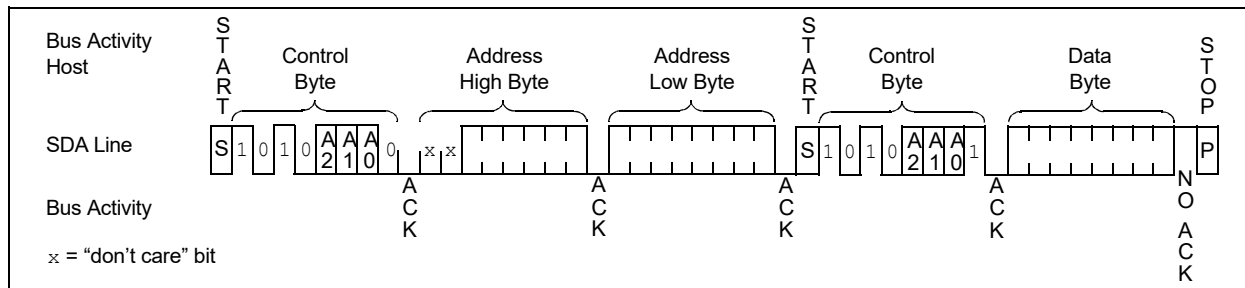 Bus Activity
Host
START
Control
Byte
Address
High Byte
Address
Low Byte
START
Control
Byte
Data
Byte
STOP
SDA Line
S 1 0 1 0 A2 A1 A0 0 x x S 1 0 1 0 A2 A1 A0 1 P
Bus Activity
ACK
ACK
ACK
ACK
NO ACK
x = “don’t care” bit